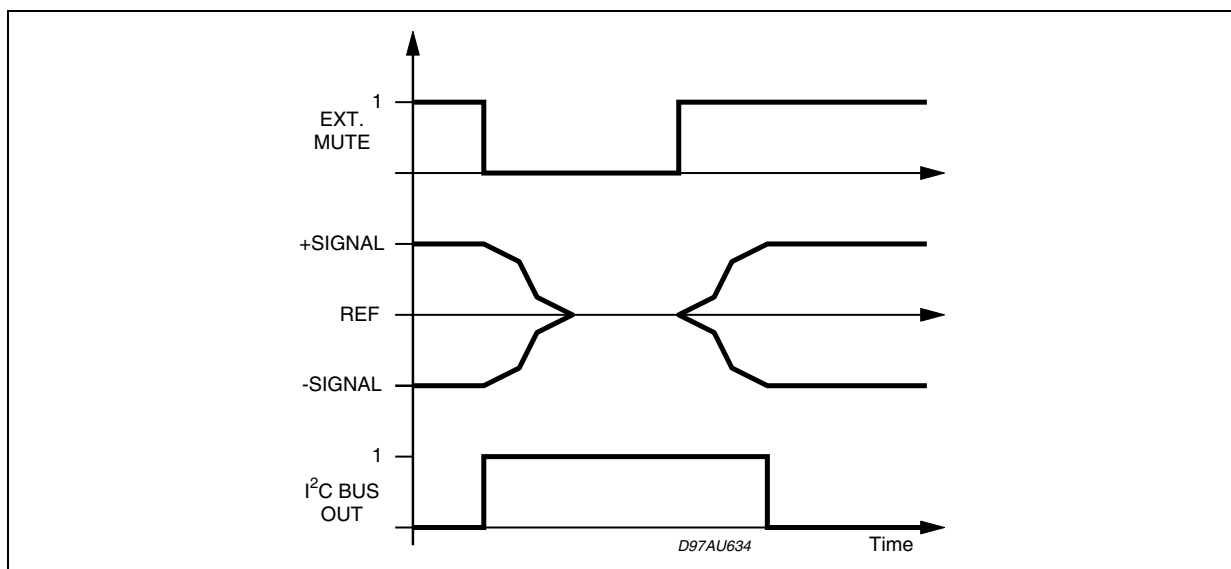 1
EXT.
MUTE
+SIGNAL
REF
-SIGNAL
1
I²C BUS
OUT
D97AU634
Time